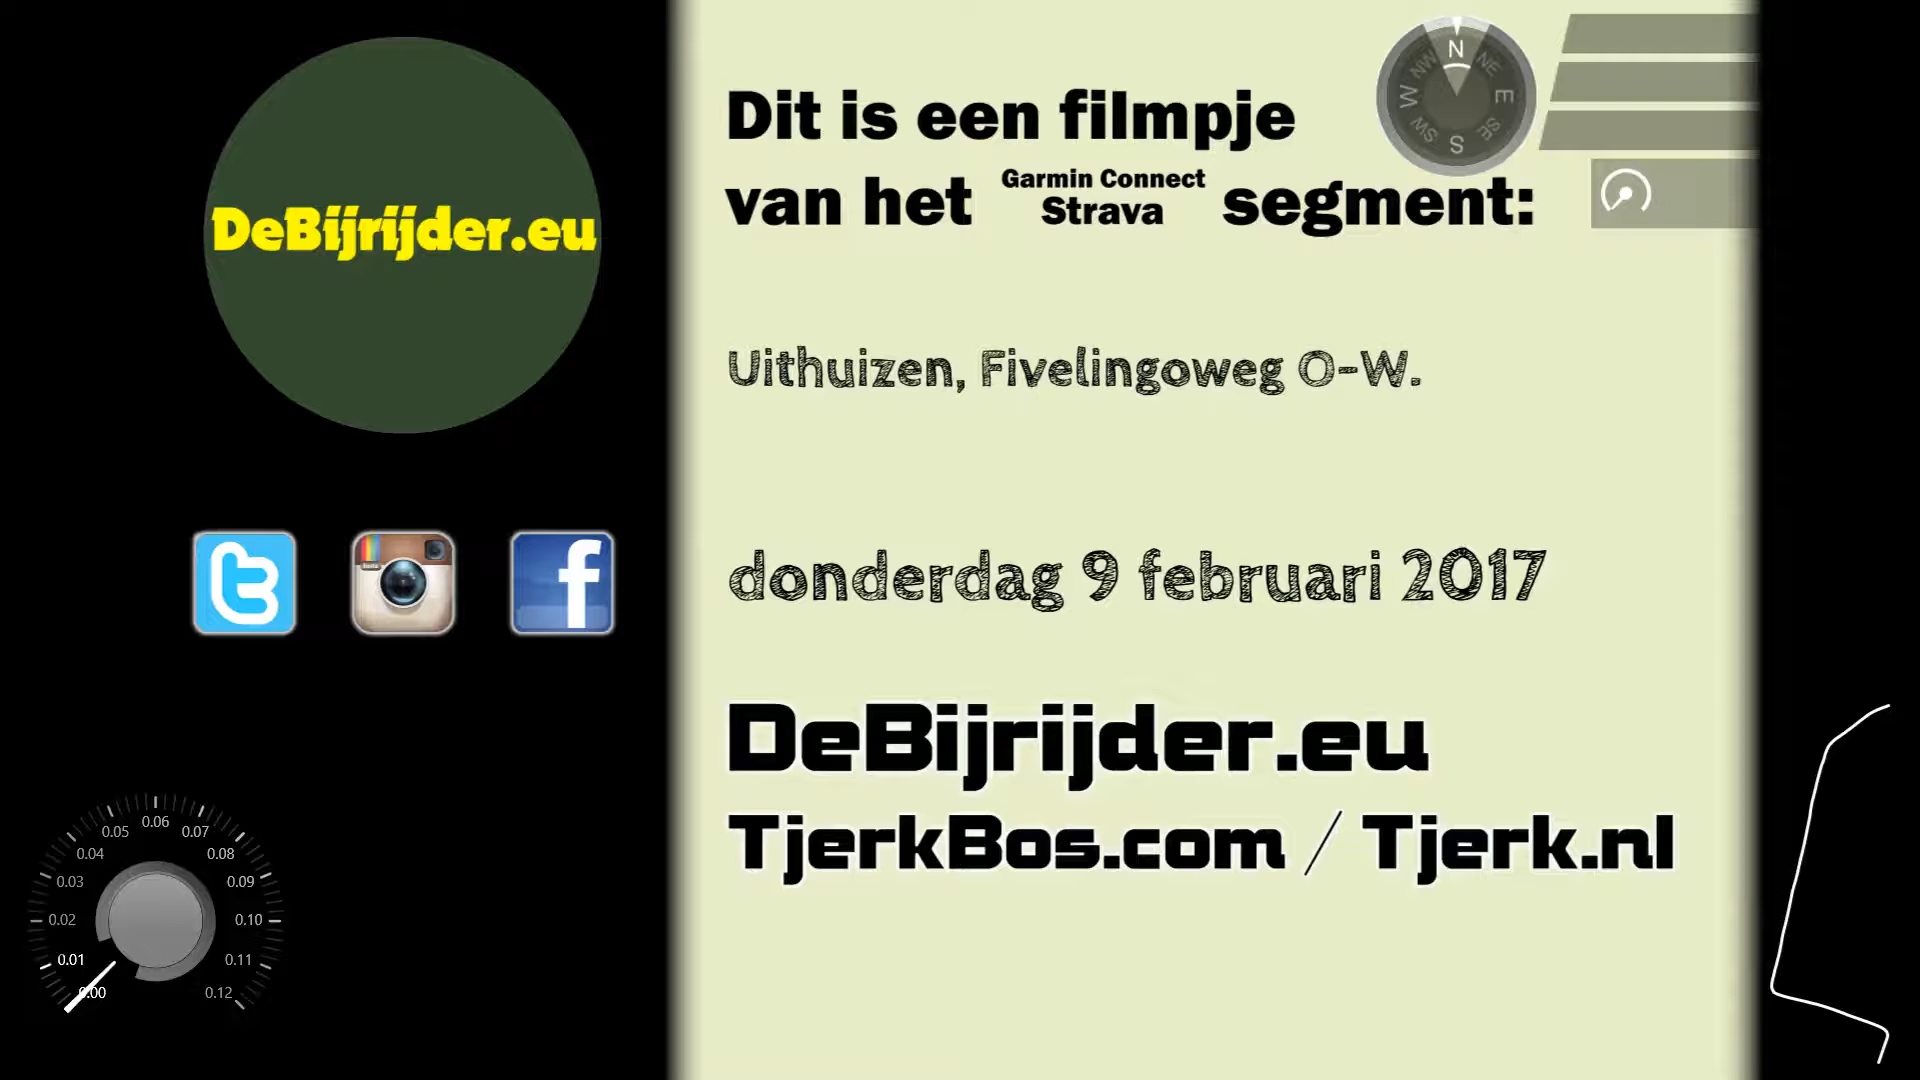 DeBijrijder.eu
Dit is een filmpje
van het Garmin Connect Strava segment:
Uithuizen, Fivelingoweg O-W.
donderdag 9 februari 2017
DeBijrijder.eu
TjerkBos.com / Tjerk.nl
N
NE
E
SE
S
SW
W
NW
0.00
0.01
0.02
0.03
0.04
0.05
0.06
0.07
0.08
0.09
0.10
0.11
0.12